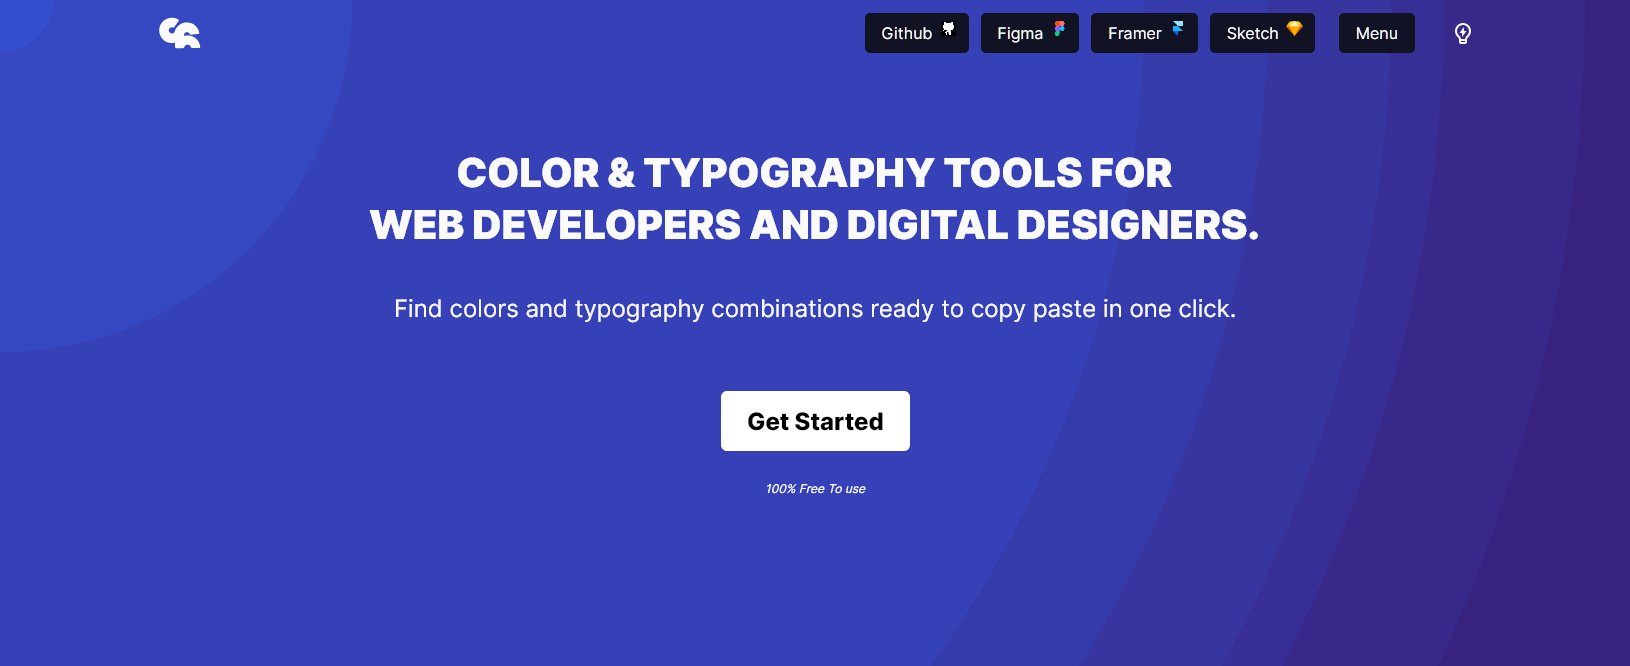 Github
Figma
Framer
Sketch
Menu
COLOR & TYPOGRAPHY TOOLS FOR
WEB DEVELOPERS AND DIGITAL DESIGNERS.
Find colors and typography combinations ready to copy paste in one click.
Get Started
100% Free To use